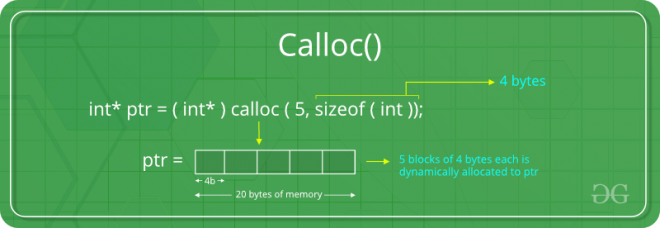 Calloc()
4 bytes
int* ptr = ( int* ) calloc ( 5, sizeof ( int ));
ptr =
5 blocks of 4 bytes each is
dynamically allocated to ptr
4b
20 bytes of memory